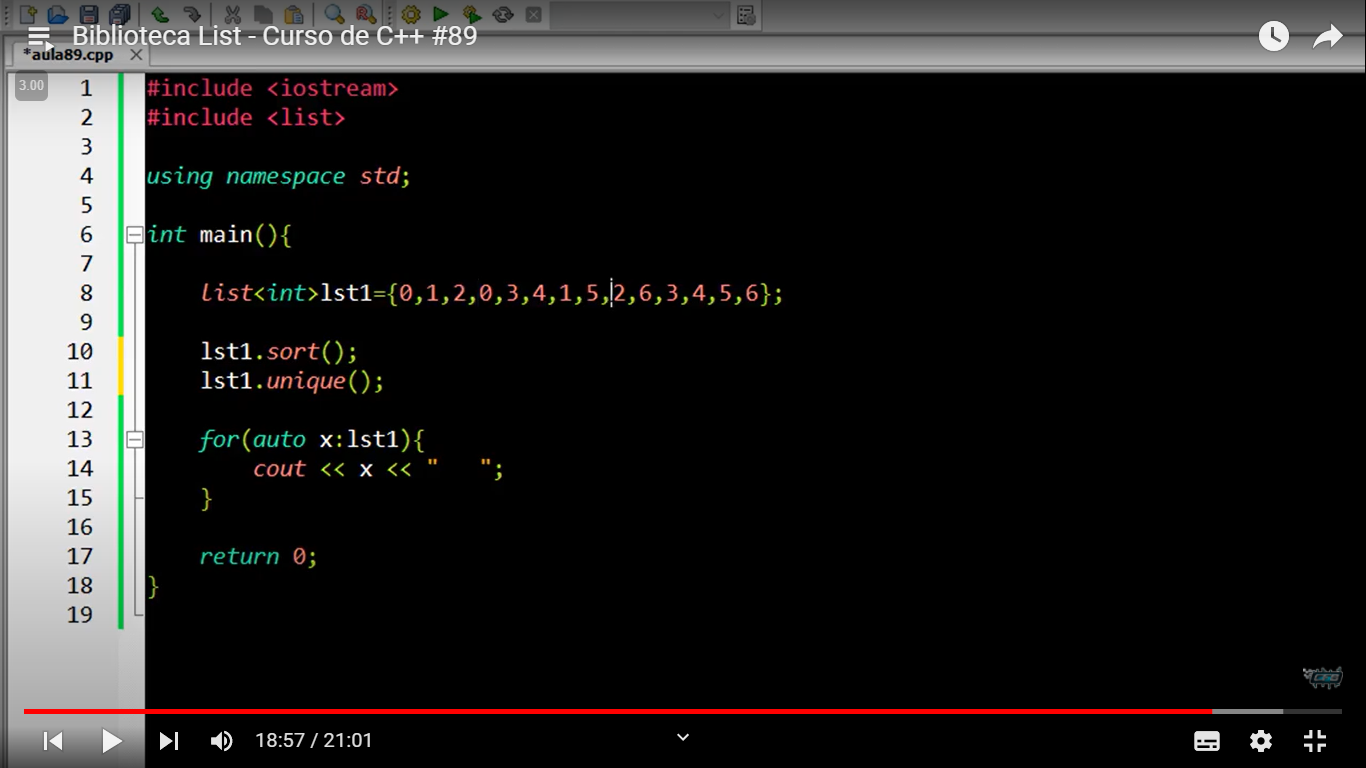 Biblioteca List - Curso de C++ #89
*aula89.cpp
3.00
1 #include <iostream>
2 #include <list>
3
4 using namespace std;
5
6 int main(){
7
8 list<int>lst1={0,1,2,0,3,4,1,5,2,6,3,4,5,6};
9
10 lst1.sort();
11 lst1.unique();
12
13 for(auto x:lst1){
14 cout << x << "   ";
15 }
16
17 return 0;
18 }
19
18:57 / 21:01